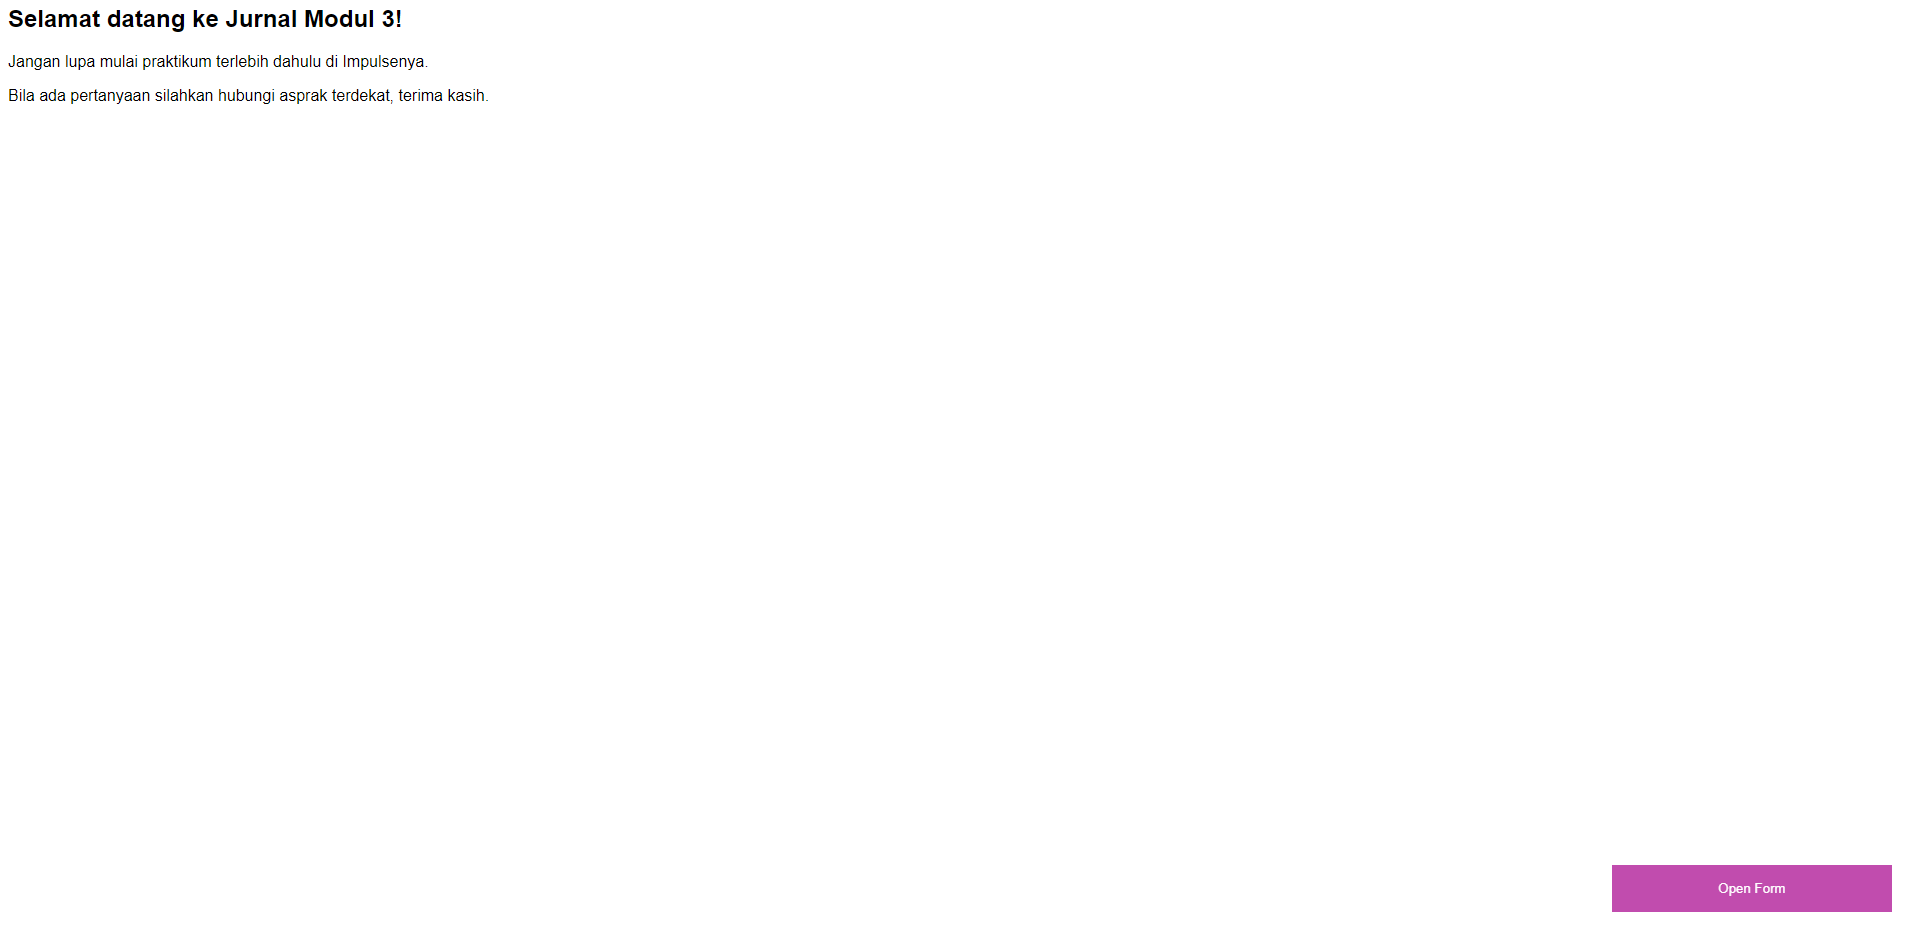 Selamat datang ke Jurnal Modul 3!
Jangan lupa mulai praktikum terlebih dahulu di Impulsenya.
Bila ada pertanyaan silahkan hubungi asprak terdekat, terima kasih.
Open Form